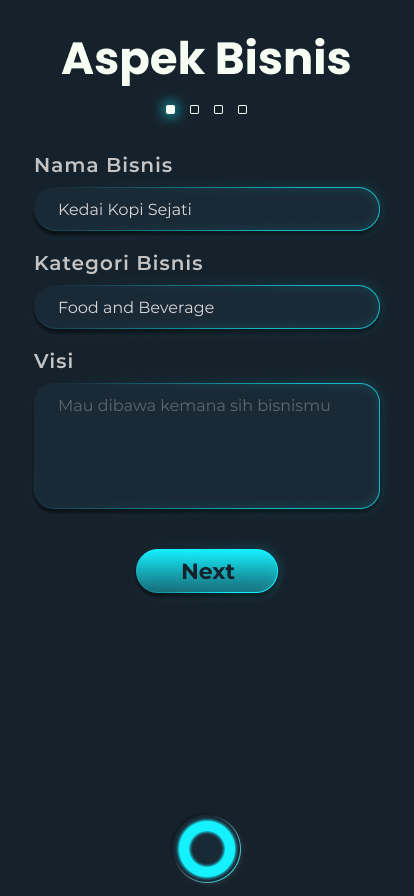 Aspek Bisnis
Nama Bisnis
Kedai Kopi Sejati
Kategori Bisnis
Food and Beverage
Visi
Mau dibawa kemana sih bisnismu
Next